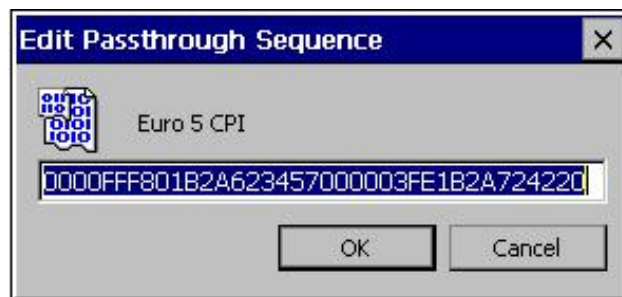 Edit Passthrough Sequence
Euro 5 CPI
0000FFF801B2A623457000003FE1B2A724220
OK
Cancel